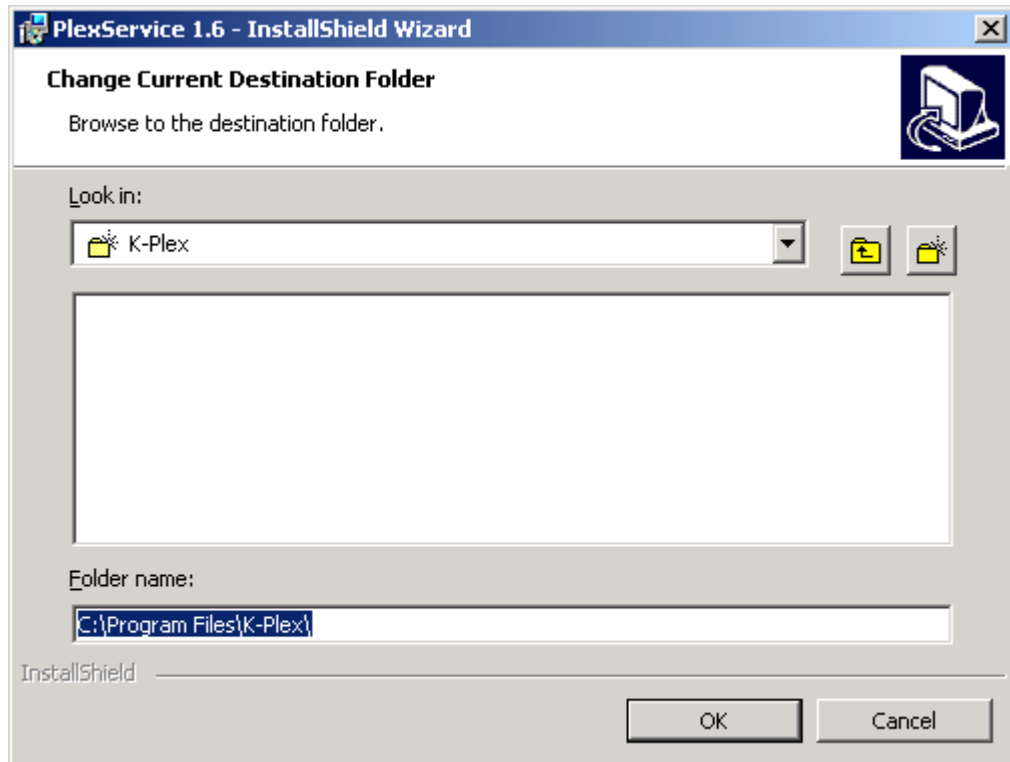 PlexService 1.6 - InstallShield Wizard
Change Current Destination Folder
Browse to the destination folder.
Look in:
K-Plex
Folder name:
C:\Program Files\K-Plex\
InstallShield
OK Cancel